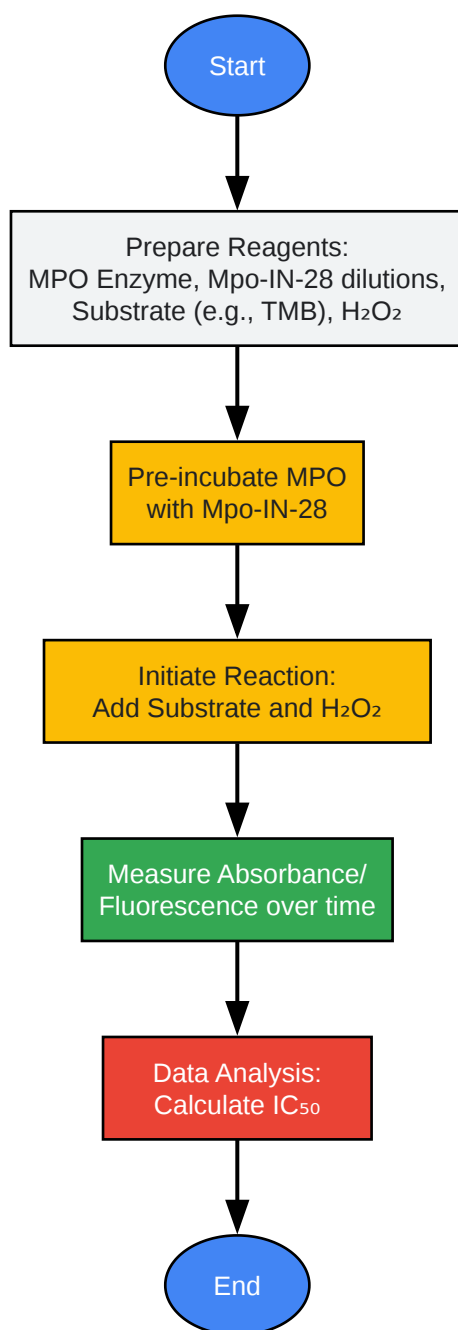 Start
Prepare Reagents:
MPO Enzyme, Mpo-IN-28 dilutions,
Substrate (e.g., TMB), H₂O₂
Pre-incubate MPO
with Mpo-IN-28
Initiate Reaction:
Add Substrate and H₂O₂
Measure Absorbance/
Fluorescence over time
Data Analysis:
Calculate IC₅₀
End